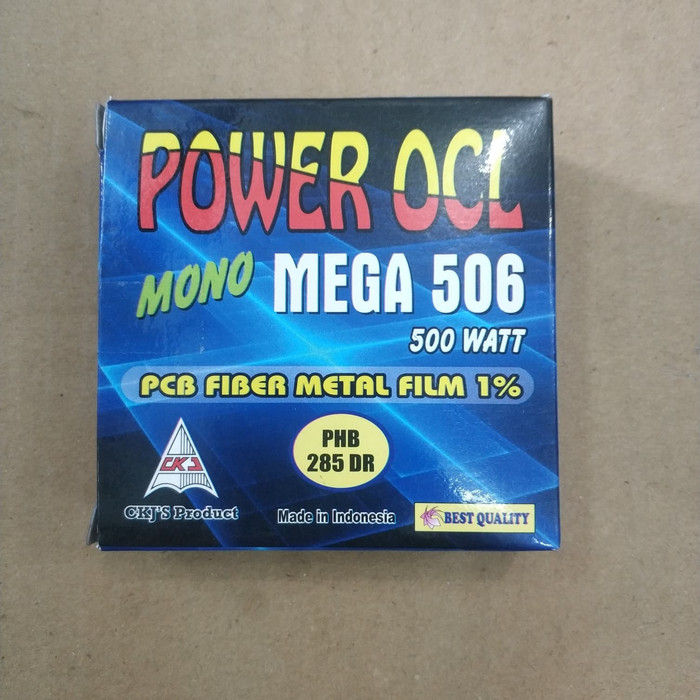 POWER OCL
MONO MEGA 506
500 WATT
PCB FIBER METAL FILM 1%
CKJ
PHB
285 DR
CKJ'S Product
Made in Indonesia
BEST QUALITY